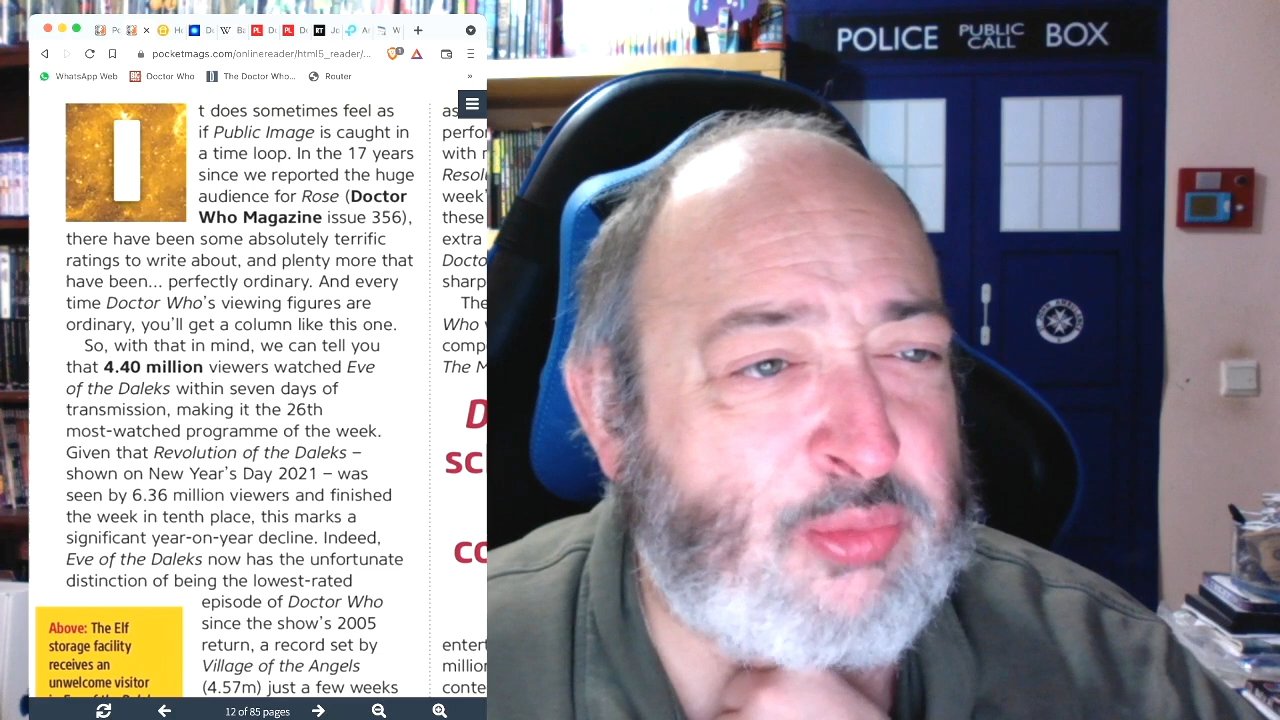 pocketmags.com/onlinereader/html5_reader/...
WhatsApp Web
Doctor Who
The Doctor Who...
Router
»
t does sometimes feel as
if Public Image is caught in
a time loop. In the 17 years
since we reported the huge
audience for Rose (Doctor
Who Magazine issue 356),
there have been some absolutely terrific
ratings to write about, and plenty more that
have been... perfectly ordinary. And every
time Doctor Who's viewing figures are
ordinary, you'll get a column like this one.
So, with that in mind, we can tell you
that 4.40 million viewers watched Eve
of the Daleks within seven days of
transmission, making it the 26th
most-watched programme of the week.
Given that Revolution of the Daleks –
shown on New Year's Day 2021 – was
seen by 6.36 million viewers and finished
the week in tenth place, this marks a
significant year-on-year decline. Indeed,
Eve of the Daleks now has the unfortunate
distinction of being the lowest-rated
episode of Doctor Who
since the show's 2005
return, a record set by
Village of the Angels
(4.57m) just a few weeks
Above: The Elf
storage facility
receives an
unwelcome visitor
12 of 85 pages
POLICE PUBLIC CALL BOX